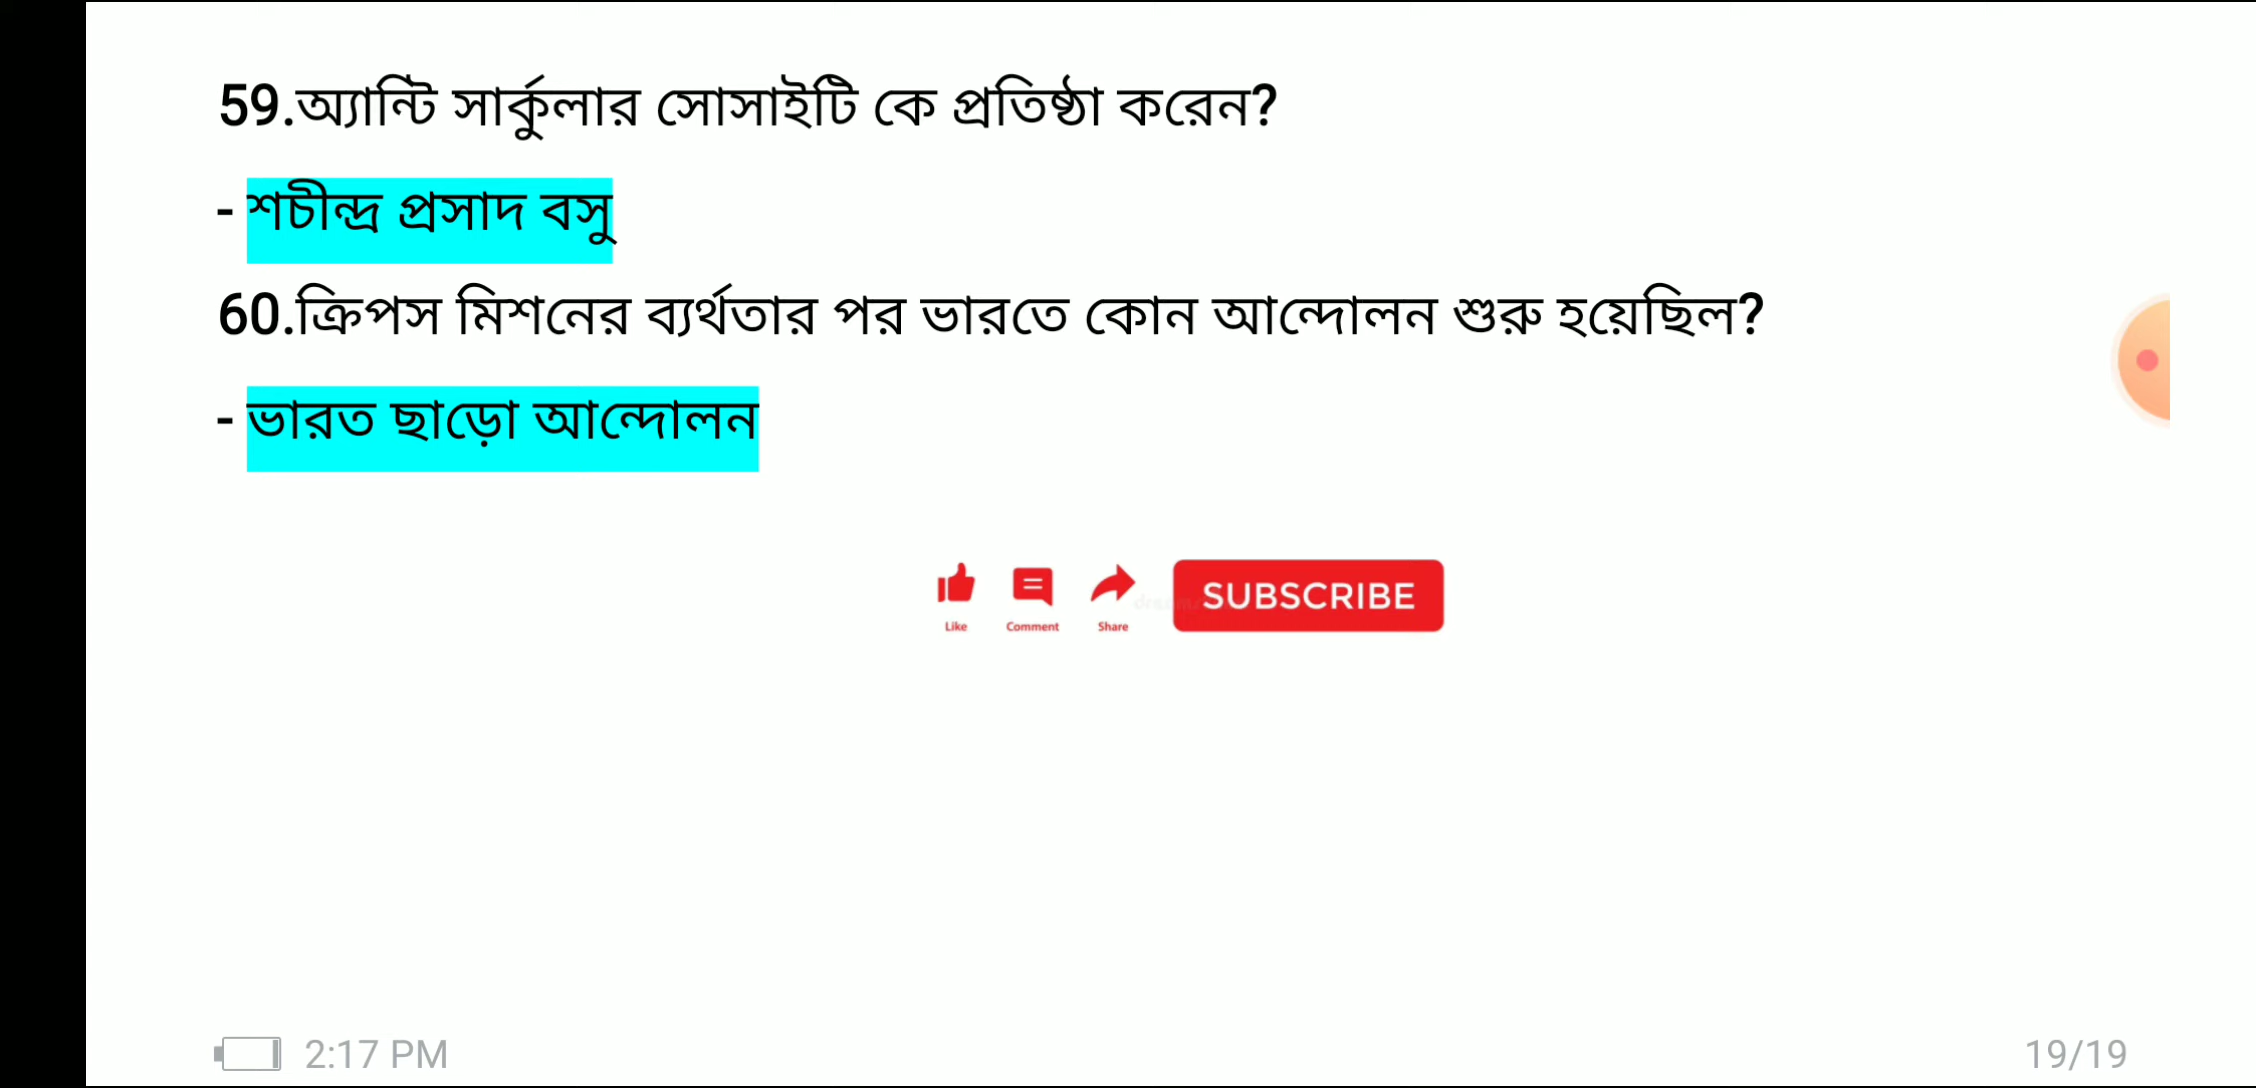 59.অ্যান্টি সার্কুলার সোসাইটি কে প্রতিষ্ঠা করেন?
- শচীন্দ্র প্রসাদ বসু
60.ক্রিপস মিশনের ব্যর্থতার পর ভারতে কোন আন্দোলন শুরু হয়েছিল?
- ভারত ছাড়ো আন্দোলন
SUBSCRIBE
Like Comment Share
2:17 PM 19/19